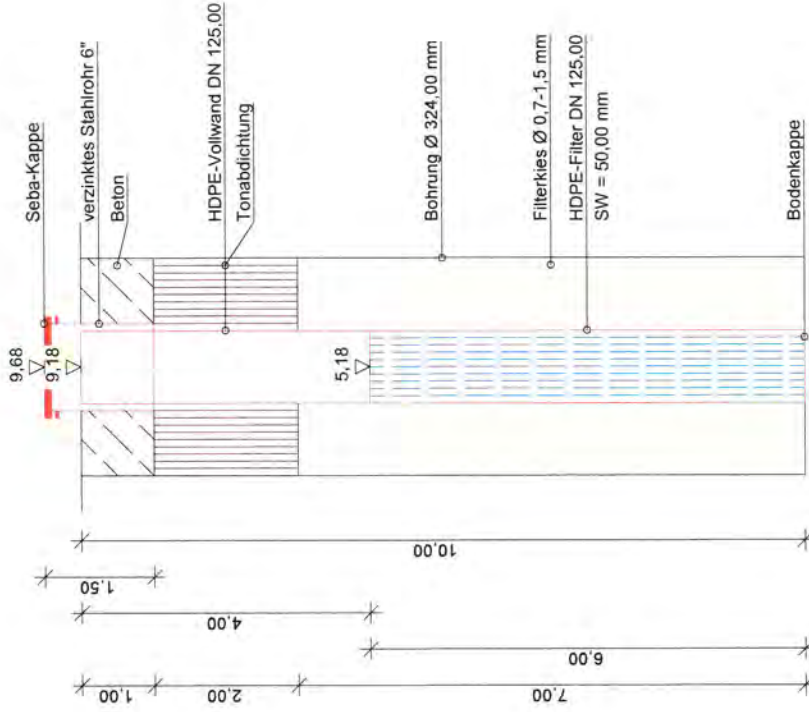 Seba-Kappe
9,68
9,18
verzinktes Stahlrohr 6"
Beton
HDPE-Vollwand DN 125,00
Tonabdichtung
5,18
Bohrung Ø 324,00 mm
Filterkies Ø 0,7-1,5 mm
HDPE-Filter DN 125,00
SW = 50,00 mm
Bodenkappe
10,00
1,50
4,00
6,00
1,00
2,00
7,00